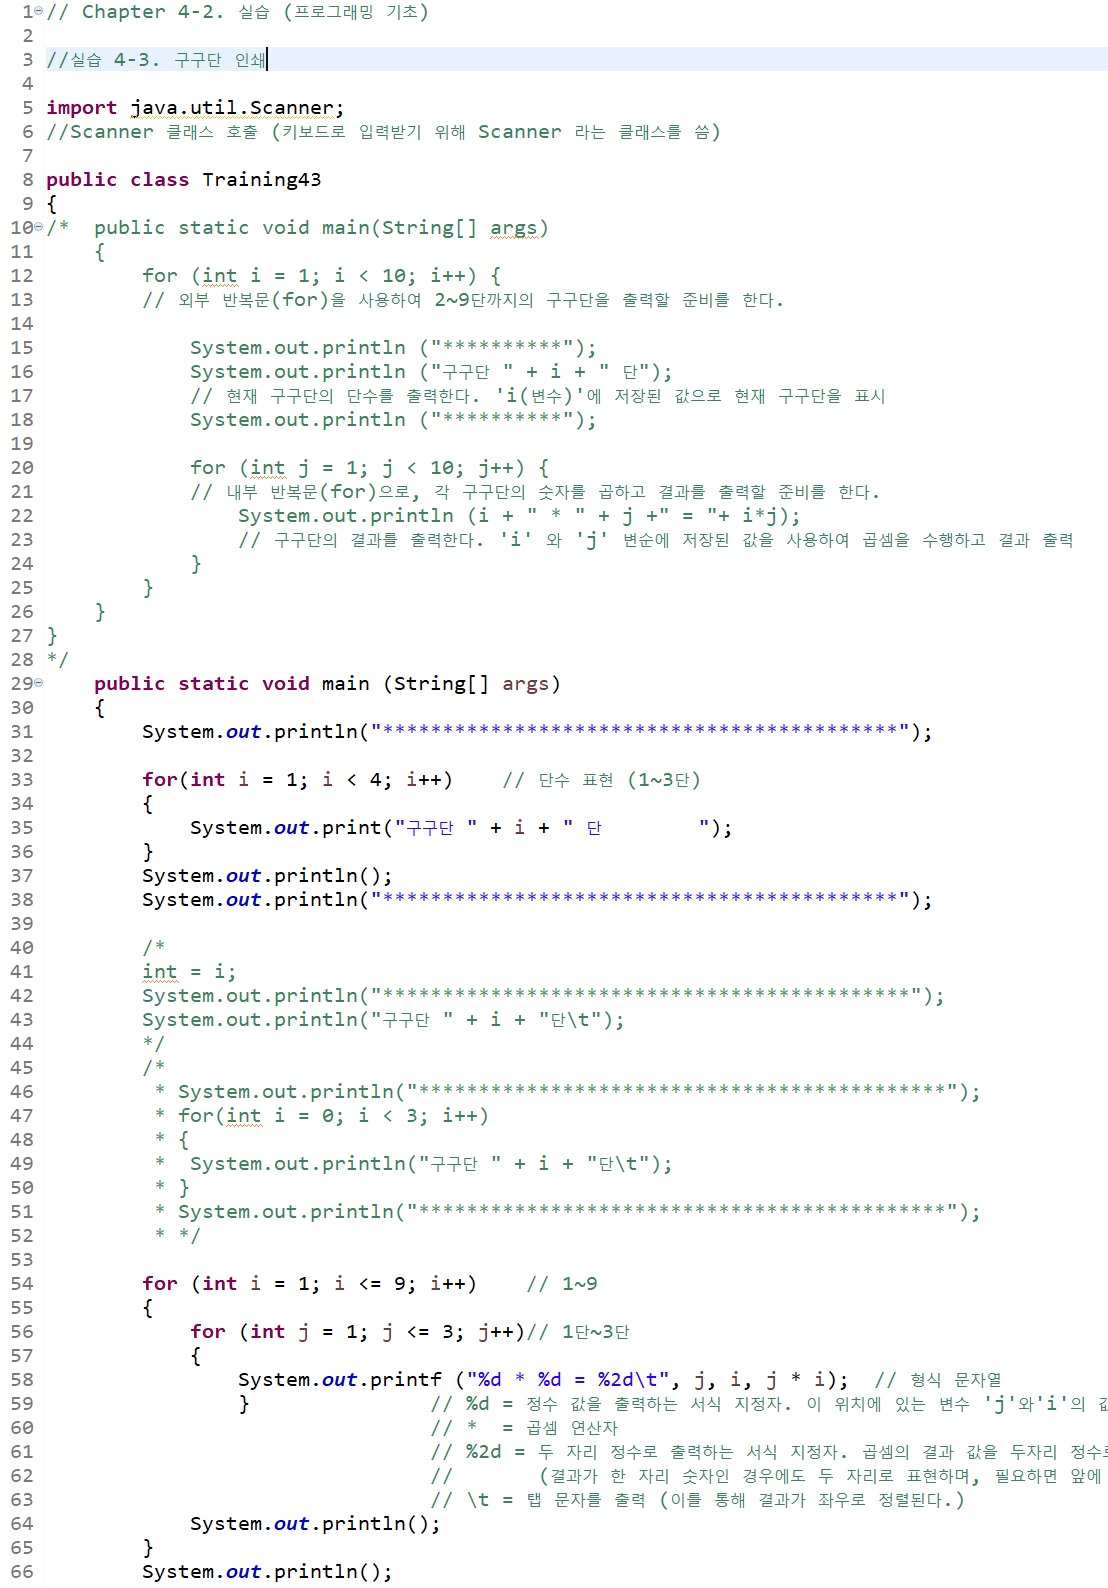 1 // Chapter 4-2. 실습 (프로그래밍 기초)
2
3 //실습 4-3. 구구단 인쇄
4
5 import java.util.Scanner;
6 //Scanner 클래스 호출 (키보드로 입력받기 위해 Scanner 라는 클래스를 씀)
7
8 public class Training43
9 {
10 /*  public static void main(String[] args)
11     {
12         for (int i = 1; i < 10; i++) {
13         // 외부 반복문(for)을 사용하여 2~9단까지의 구구단을 출력할 준비를 한다.
14
15             System.out.println ("**********");
16             System.out.println ("구구단 " + i + " 단");
17             // 현재 구구단의 단수를 출력한다. 'i(변수)'에 저장된 값으로 현재 구구단을 표시
18             System.out.println ("**********");
19
20             for (int j = 1; j < 10; j++) {
21             // 내부 반복문(for)으로, 각 구구단의 숫자를 곱하고 결과를 출력할 준비를 한다.
22                 System.out.println (i + " * " + j +" = "+ i*j);
23                 // 구구단의 결과를 출력한다. 'i' 와 'j' 변순에 저장된 값을 사용하여 곱셈을 수행하고 결과 출력
24             }
25         }
26     }
27 }
28 */
29     public static void main (String[] args)
30     {
31         System.out.println("*******************************************");
32
33         for(int i = 1; i < 4; i++)    // 단수 표현 (1~3단)
34         {
35             System.out.print("구구단 " + i + " 단        ");
36         }
37         System.out.println();
38         System.out.println("*******************************************");
39
40         /*
41         int = i;
42         System.out.println("********************************************");
43         System.out.println("구구단 " + i + "단\t");
44         */
45         /*
46          * System.out.println("********************************************");
47          * for(int i = 0; i < 3; i++)
48          * {
49          *  System.out.println("구구단 " + i + "단\t");
50          * }
51          * System.out.println("********************************************");
52          * */
53
54         for (int i = 1; i <= 9; i++)    // 1~9
55         {
56             for (int j = 1; j <= 3; j++)// 1단~3단
57             {
58                 System.out.printf ("%d * %d = %2d\t", j, i, j * i);  // 형식 문자열
59                 }               // %d = 정수 값을 출력하는 서식 지정자. 이 위치에 있는 변수 'j'와'i'의
60                                 // *  = 곱셈 연산자
61                                 // %2d = 두 자리 정수로 출력하는 서식 지정자. 곱셈의 결과 값을 두자리
62                                 //       (결과가 한 자리 숫자인 경우에도 두 자리로 표현하며, 필요하면 앞에
63                                 // \t = 탭 문자를 출력 (이를 통해 결과가 좌우로 정렬된다.)
64             System.out.println();
65         }
66         System.out.println();